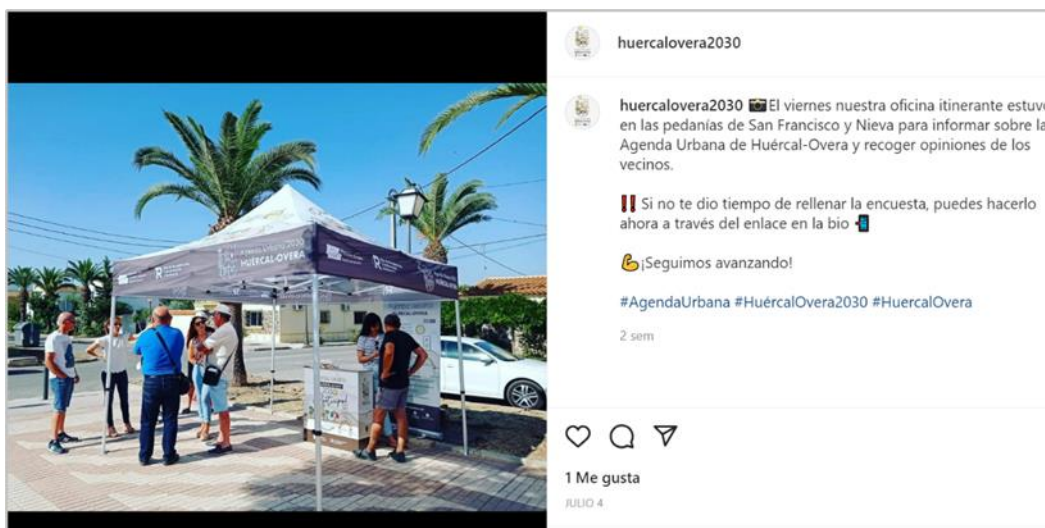 huercalovera2030
huercalovera2030 📸El viernes nuestra oficina itinerante estuvo
en las pedanías de San Francisco y Nieva para informar sobre la
Agenda Urbana de Huércal-Overa y recoger opiniones de los
vecinos.
‼️ Si no te dio tiempo de rellenar la encuesta, puedes hacerlo
ahora a través del enlace en la bio 📲
💪¡Seguimos avanzando!
#AgendaUrbana #HuércalOvera2030 #HuercalOvera
2 sem
1 Me gusta
JULIO 4
HUERCAL-OVERA